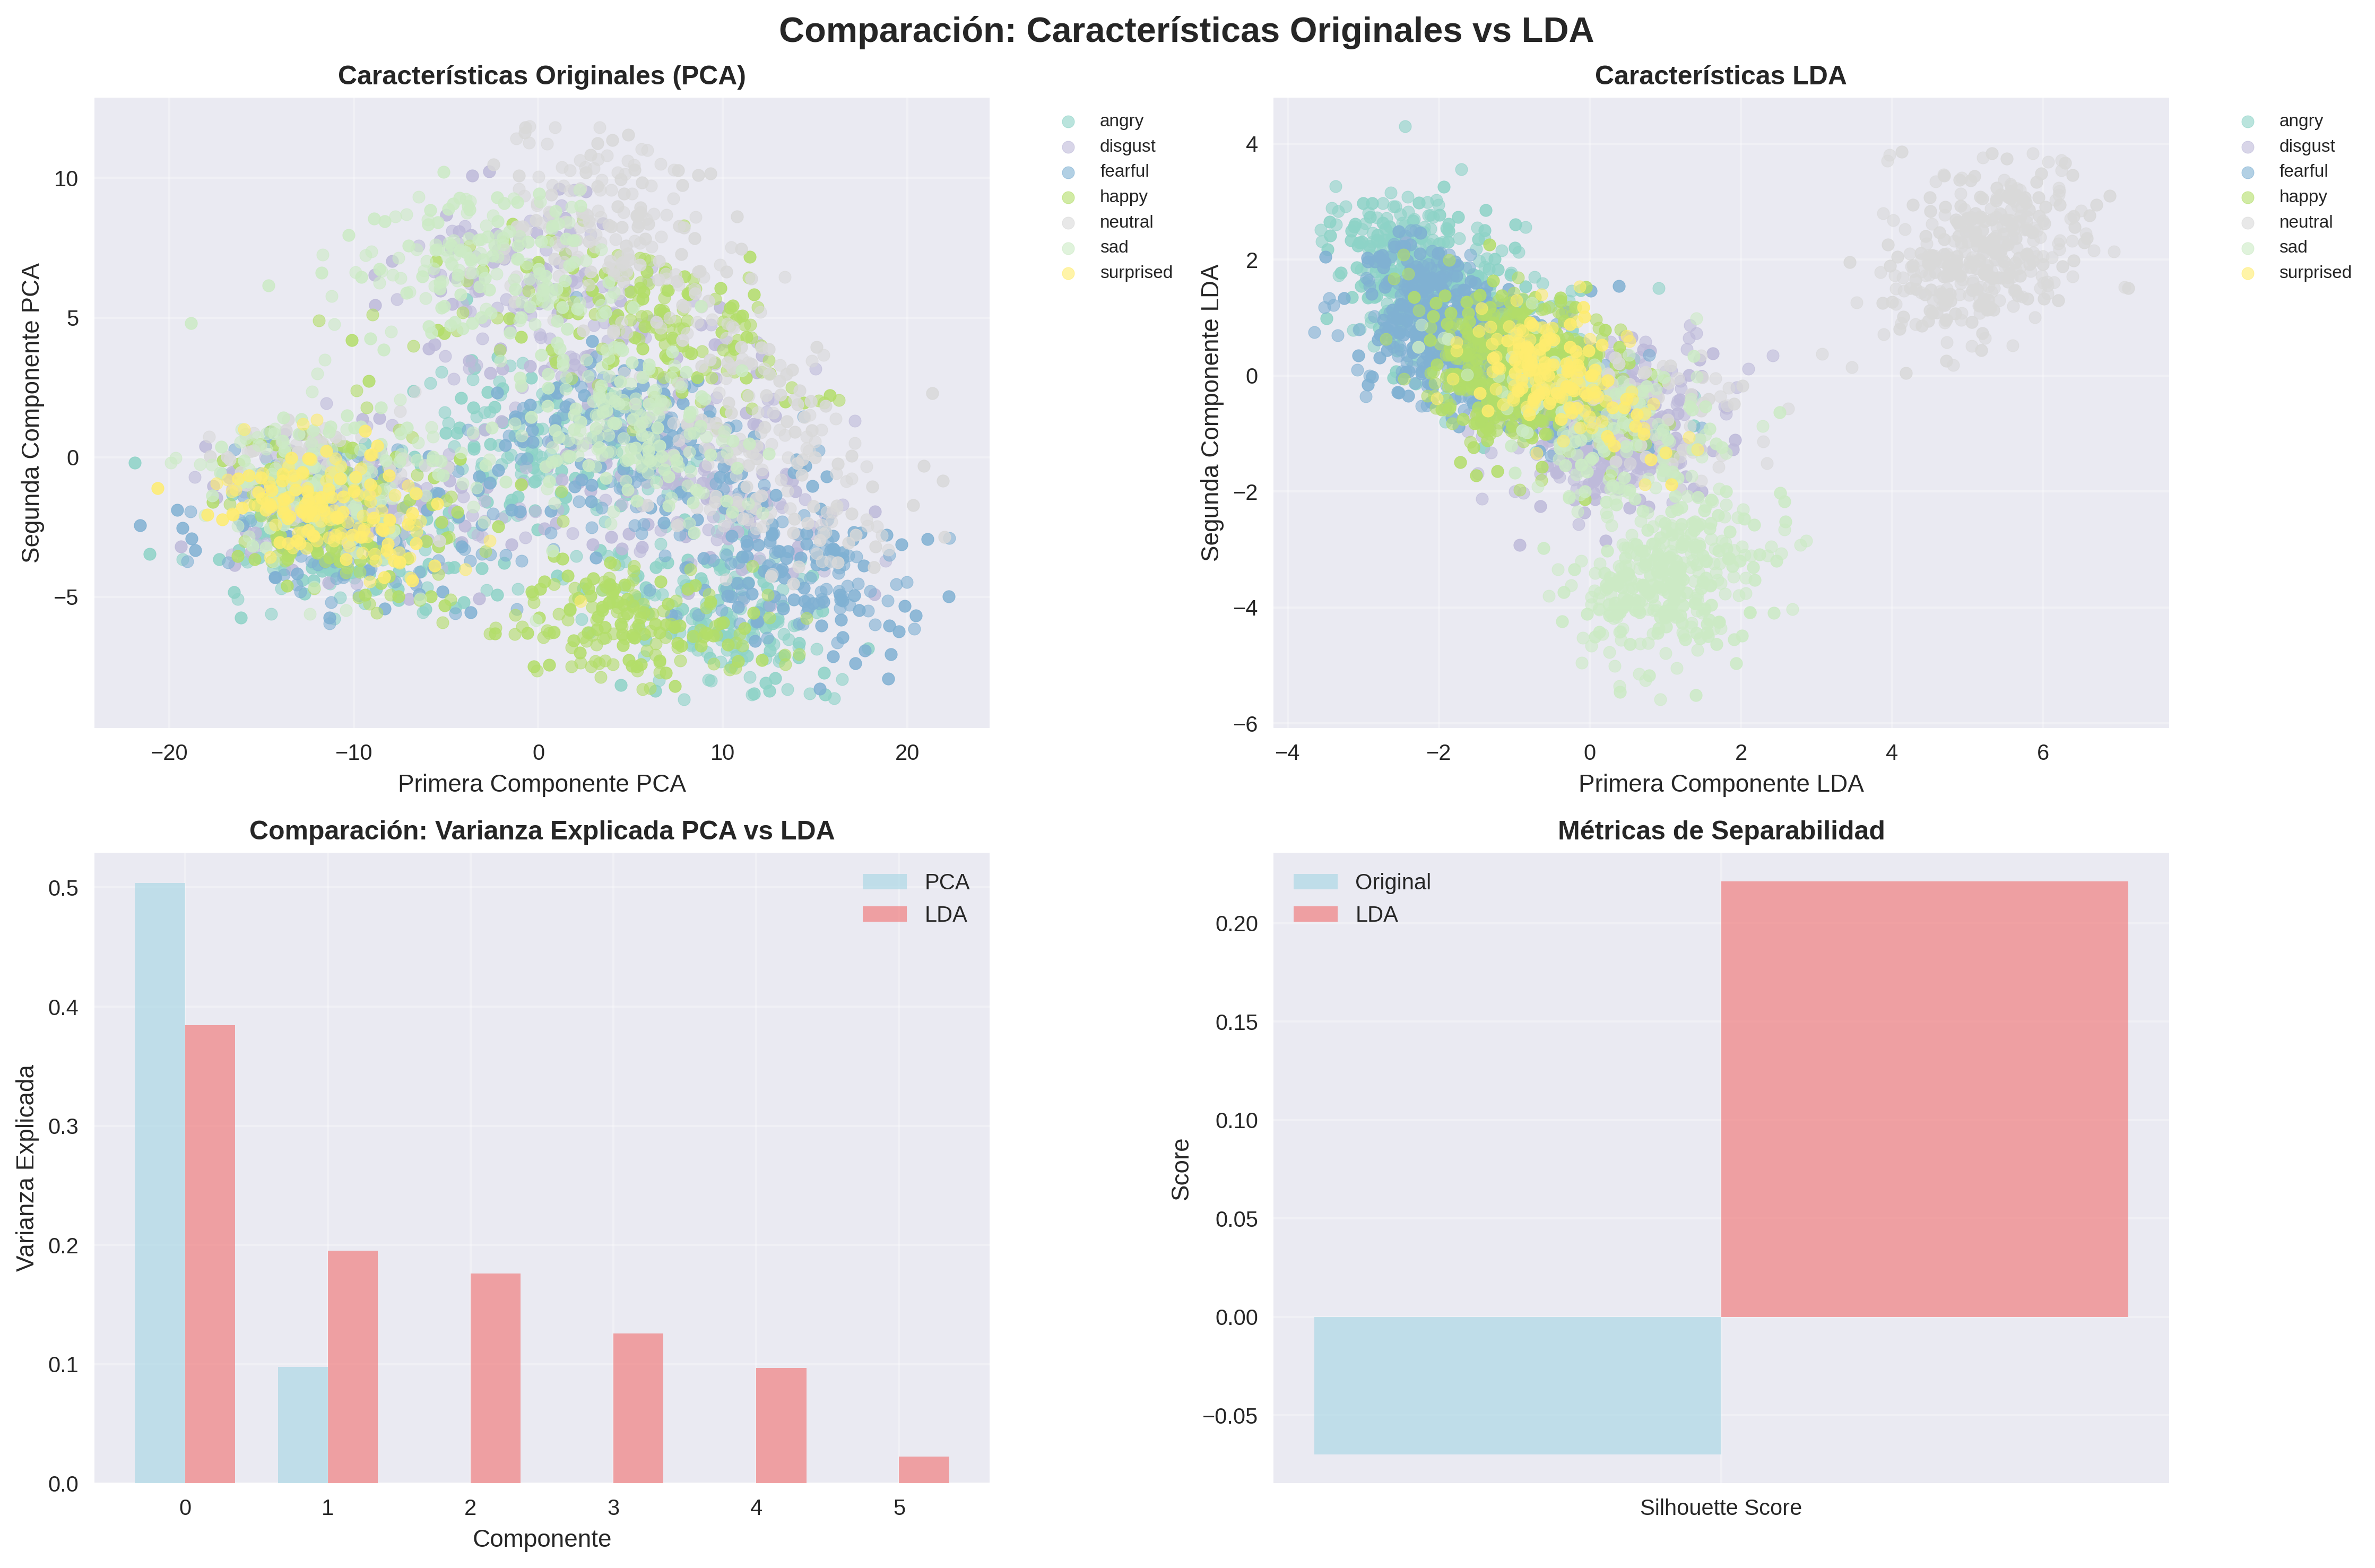 Comparación: Características Originales vs LDA
Características Originales (PCA)
Segunda Componente PCA
10
5
0
−5
−20
−10
0
10
20
Primera Componente PCA
angry
disgust
fearful
happy
neutral
sad
surprised
Características LDA
Segunda Componente LDA
4
2
0
−2
−4
−6
−4
−2
0
2
4
6
Primera Componente LDA
angry
disgust
fearful
happy
neutral
sad
surprised
Comparación: Varianza Explicada PCA vs LDA
Varianza Explicada
0.5
0.4
0.3
0.2
0.1
0.0
0
1
2
3
4
5
Componente
PCA
LDA
Métricas de Separabilidad
Original
LDA
Score
0.20
0.15
0.10
0.05
0.00
−0.05
Silhouette Score